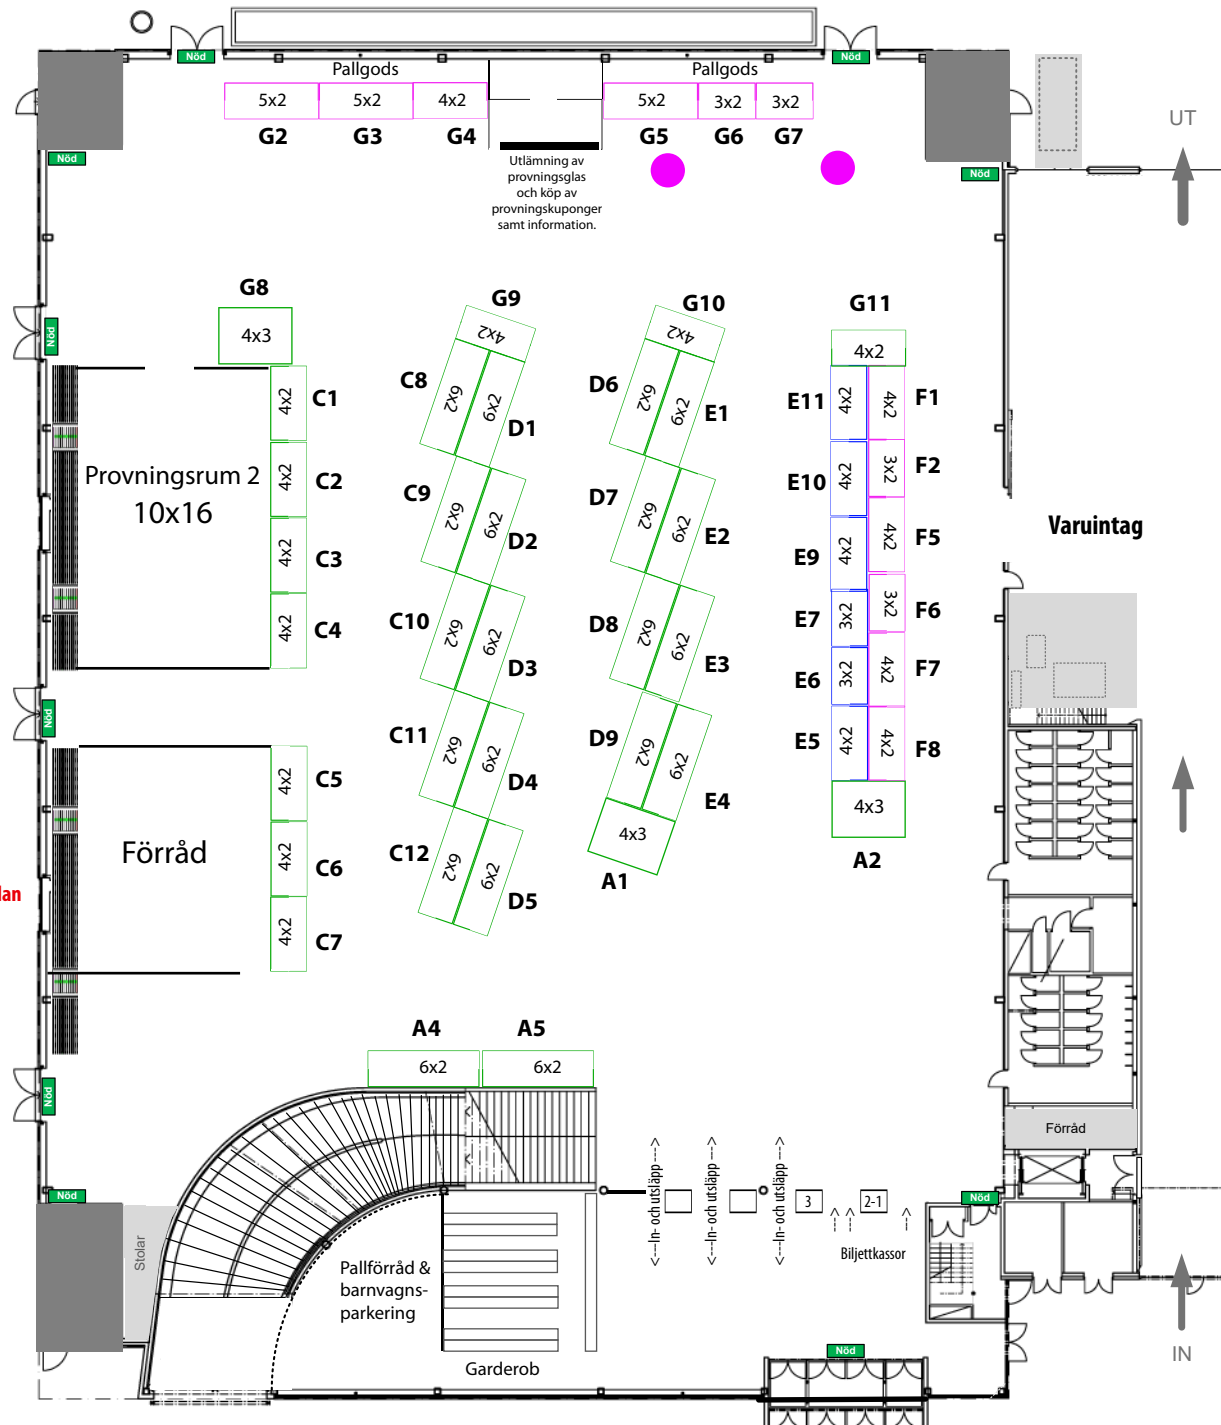 Nöd
Nöd
Pallgods
Pallgods
5x2
5x2
4x2
5x2
3x2
3x2
G2
G3
G4
G5
G6
G7
UT
Nöd
Utlämning av
provningsglas
och köp av
provningskuponger
samt information.
Nöd
G8
G9
G10
G11
4x3
4x2
4x2
4x2
Nöd
C8
6x2
6x2
D1
D6
6x2
6x2
E1
E11
4x2
4x2
F1
4x2
C1
Provningsrum 2
10x16
4x2
C2
C9
6x2
6x2
D2
D7
6x2
6x2
E2
E10
4x2
3x2
F2
4x2
C3
E9
4x2
4x2
F5
Varuintag
4x2
C4
C10
6x2
6x2
D3
D8
6x2
6x2
E3
E7
3x2
3x2
F6
E6
3x2
4x2
F7
Nöd
C11
6x2
6x2
D4
D9
6x2
6x2
E4
E5
4x2
4x2
F8
4x2
C5
Förråd
4x2
C6
C12
6x2
6x2
D5
4x3
A1
4x3
A2
lan
4x2
C7
A4
A5
6x2
6x2
Nöd
Förråd
Nöd
<---In- och utsläpp --->
<---In- och utsläpp --->
<---In- och utsläpp --->
3
2-1
Nöd
Biljettkassor
Stolar
Pallförråd &
barnvagns-
parkering
Garderob
Nöd
IN